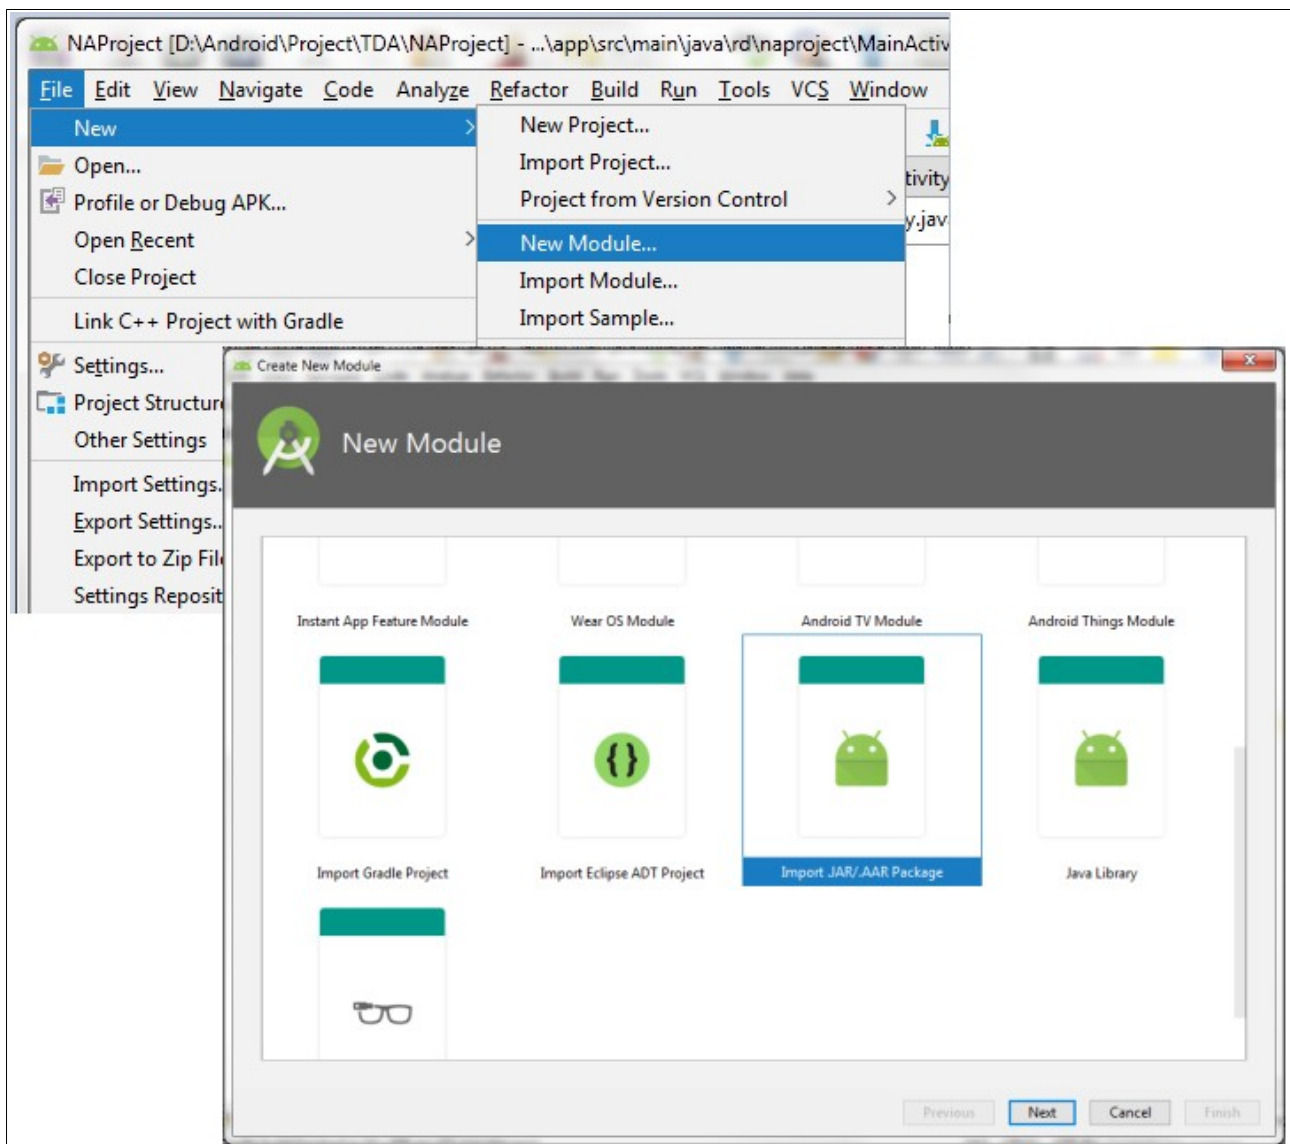 NAProject [D:\Android\Project\TDA\NAProject] - ...\app\src\main\java\rd\naproject\MainActiv
File Edit View Navigate Code Analyze Refactor Build Run Tools VCS Window
New
New Project...
Open...
Import Project...
tivity
Profile or Debug APK...
Project from Version Control
y.jav
Open Recent
New Module...
Close Project
Import Module...
Link C++ Project with Gradle
Import Sample...
Settings...
Create New Module
Project Structur
New Module
Other Settings
Import Settings.
Export Settings..
Export to Zip Fil
Settings Reposit
Instant App Feature Module
Wear OS Module
Android TV Module
Android Things Module
Import Gradle Project
Import Eclipse ADT Project
Import .JAR/.AAR Package
Java Library
Previous
Next
Cancel
Finish